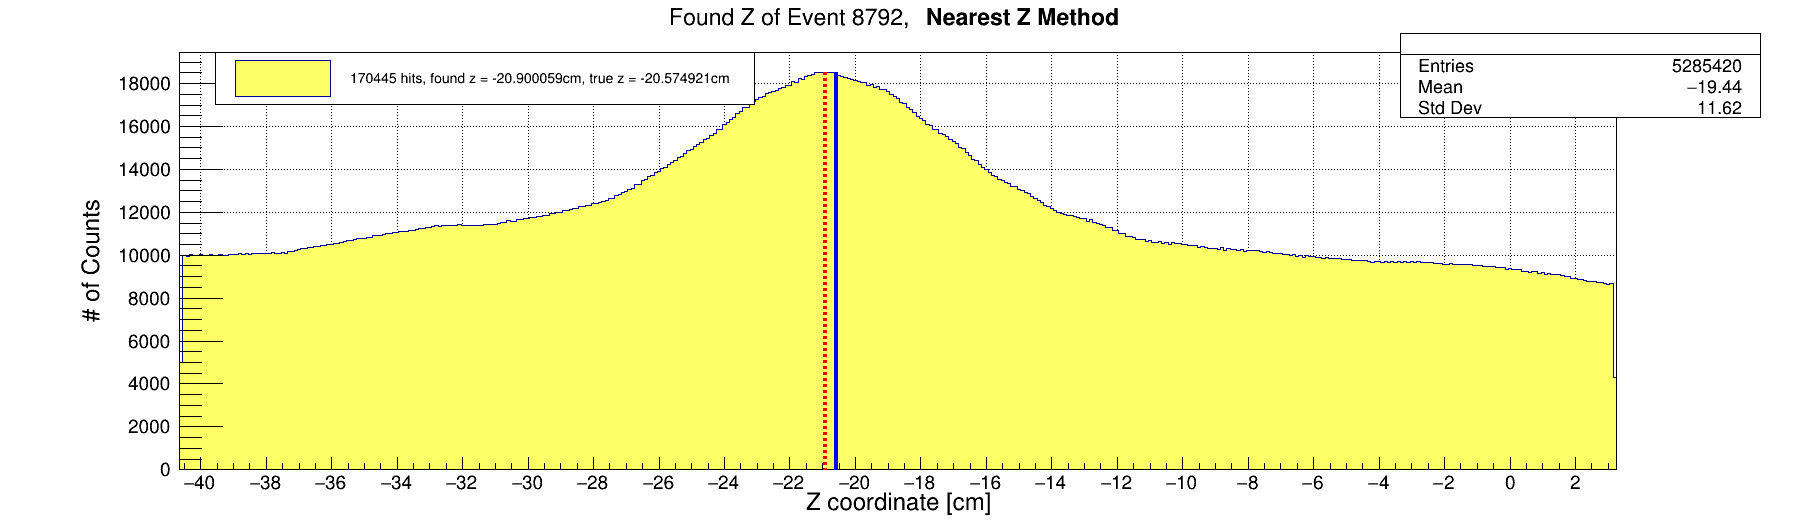 Found Z of Event 8792, Nearest Z Method
170445 hits, found z = -20.900059cm, true z = -20.574921cm
Entries 5285420
Mean −19.44
Std Dev 11.62
# of Counts
18000
16000
14000
12000
10000
8000
6000
4000
2000
0
−40 −38 −36 −34 −32 −30 −28 −26 −24 −22 −20 −18 −16 −14 −12 −10 −8 −6 −4 −2 0 2
Z coordinate [cm]